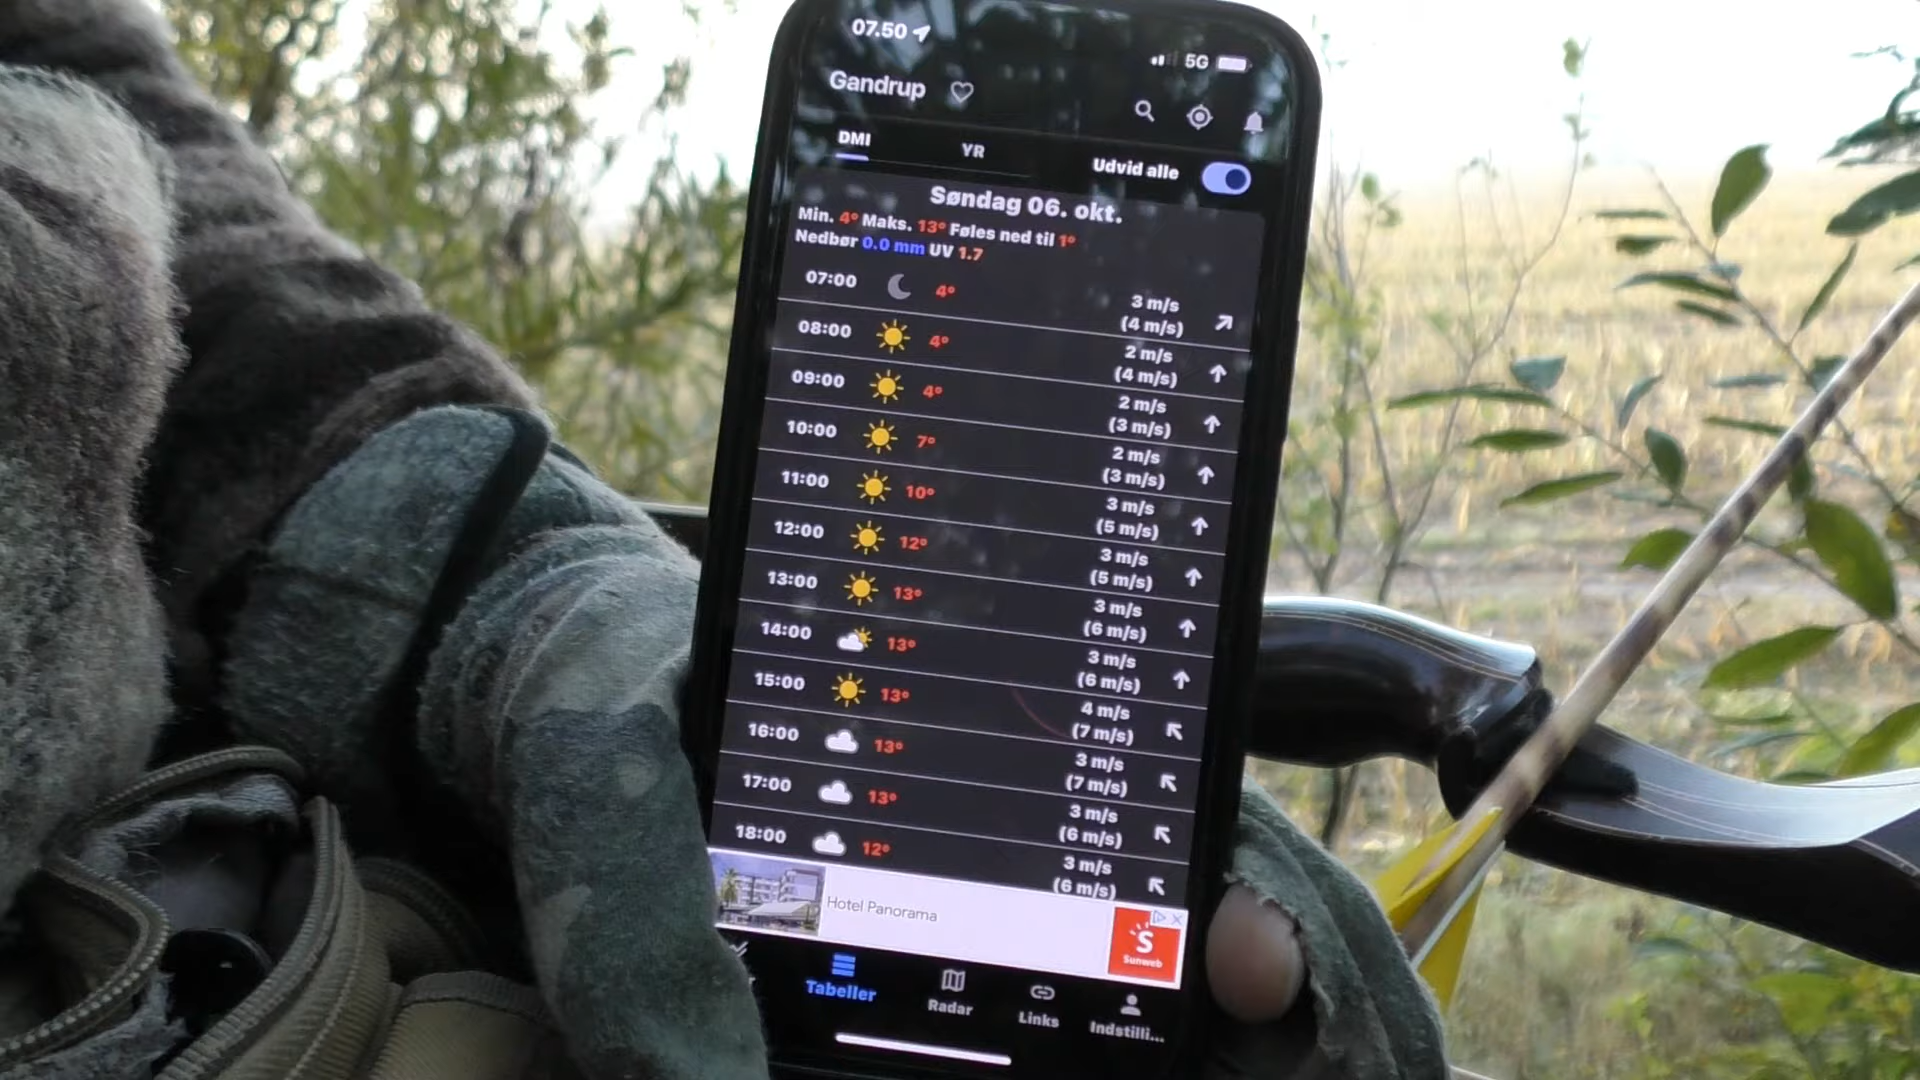 07.50
5G
Gandrup
DMI YR Udvid alle
Søndag 06. okt.
Min. 4° Maks. 13° Føles ned til 1°
Nedbør 0.0 mm UV 1.7
07:00 4° 3 m/s
(4 m/s)
08:00 4° 2 m/s
(4 m/s)
09:00 4° 2 m/s
(3 m/s)
10:00 7° 2 m/s
(3 m/s)
11:00 10° 3 m/s
(5 m/s)
12:00 12° 3 m/s
(5 m/s)
13:00 13° 3 m/s
(6 m/s)
14:00 13° 3 m/s
(6 m/s)
15:00 13° 4 m/s
(7 m/s)
16:00 13° 3 m/s
(7 m/s)
17:00 13° 3 m/s
(6 m/s)
18:00 12° 3 m/s
(6 m/s)
Hotel Panorama
S
Sunweb
Tabeller Radar Links Indstilli...